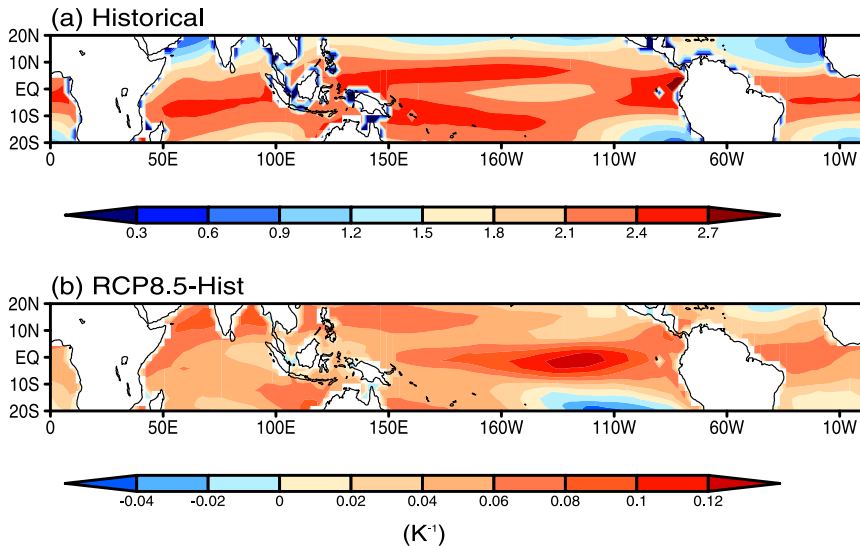 (a) Historical
20N
10N
EQ
10S
20S
0 50E 100E 150E 160W 110W 60W 10W
0.3 0.6 0.9 1.2 1.5 1.8 2.1 2.4 2.7
(b) RCP8.5-Hist
20N
10N
EQ
10S
20S
0 50E 100E 150E 160W 110W 60W 10W
-0.04 -0.02 0 0.02 0.04 0.06 0.08 0.1 0.12
(K⁻¹)